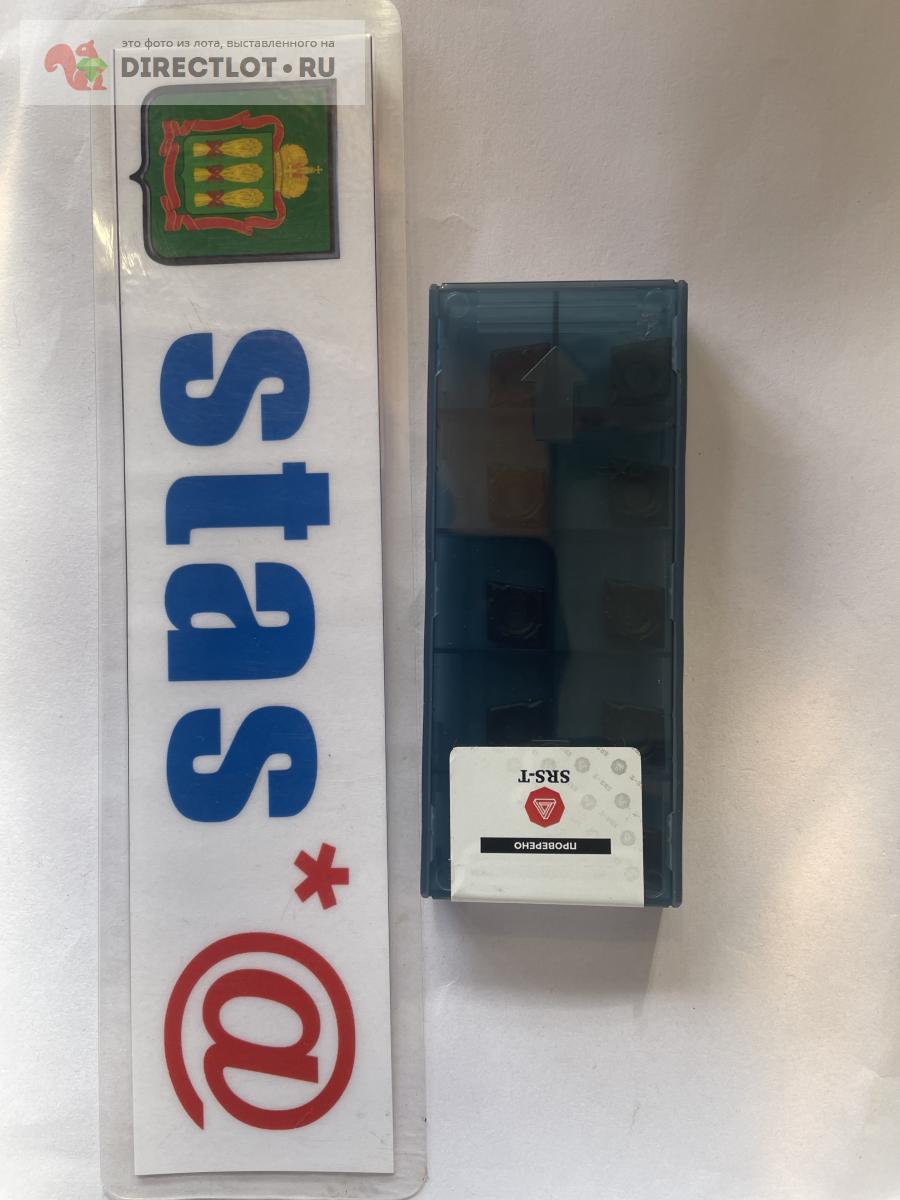 это фото из лота, выставленного на
DIRECTLOT•RU
stas*@
SRS-T
ПРОВЕРЕНО